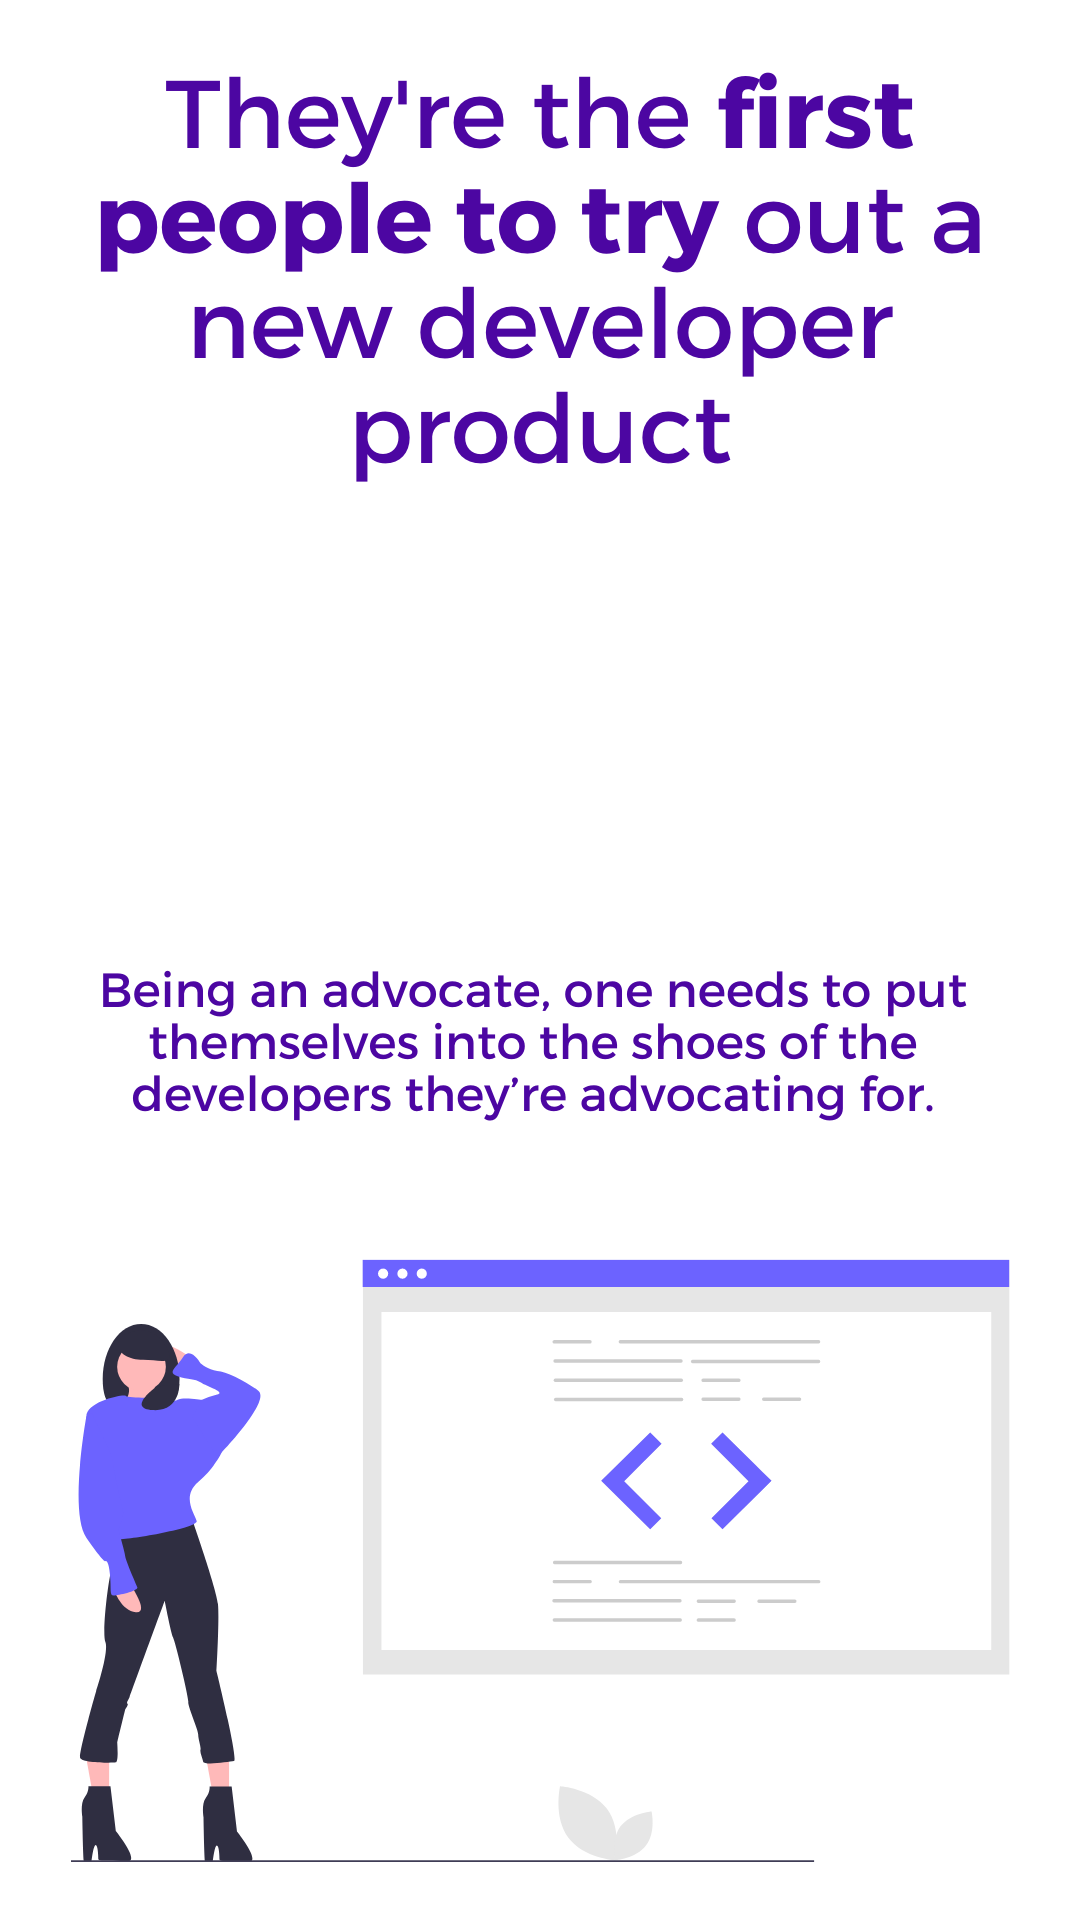 They're the first
people to try out a
new developer
product
Being an advocate, one needs to put
themselves into the shoes of the
developers they’re advocating for.